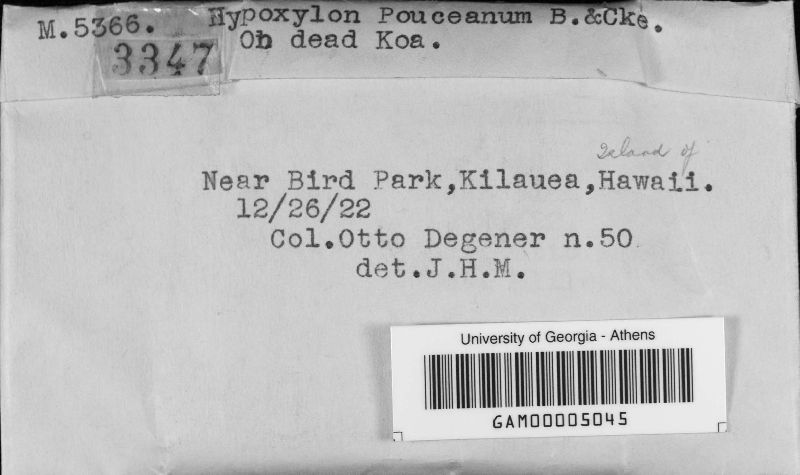 M.5366. Hypoxylon Pouceanum B.&Cke.
3347 On dead Koa.
Island of
Near Bird Park,Kilauea,Hawaii.
12/26/22
Col.Otto Degener n.50
det.J.H.M.
University of Georgia - Athens
GAM00005045